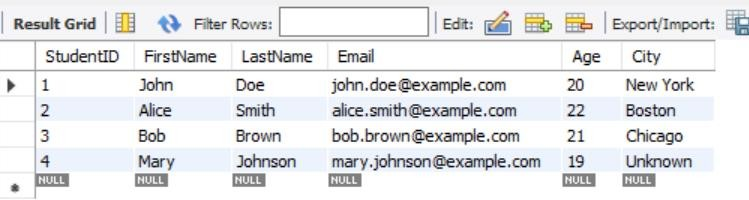 Result Grid Filter Rows: Edit: Export/Import:
StudentID FirstName LastName Email Age City
1 John Doe john.doe@example.com 20 New York
2 Alice Smith alice.smith@example.com 22 Boston
3 Bob Brown bob.brown@example.com 21 Chicago
4 Mary Johnson mary.johnson@example.com 19 Unknown
NULL NULL NULL NULL NULL NULL